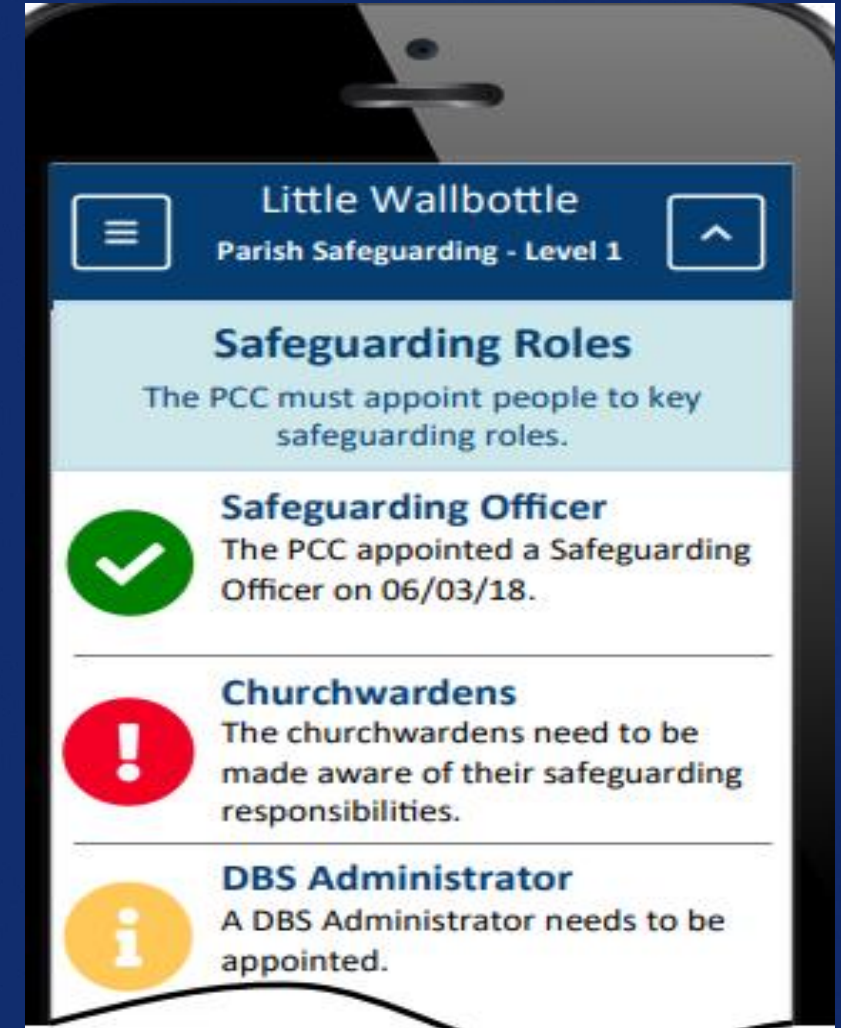 Little Wallbottle
Parish Safeguarding - Level 1
Safeguarding Roles
The PCC must appoint people to key
safeguarding roles.
Safeguarding Officer
The PCC appointed a Safeguarding
Officer on 06/03/18.
Churchwardens
The churchwardens need to be
made aware of their safeguarding
responsibilities.
DBS Administrator
A DBS Administrator needs to be
appointed.